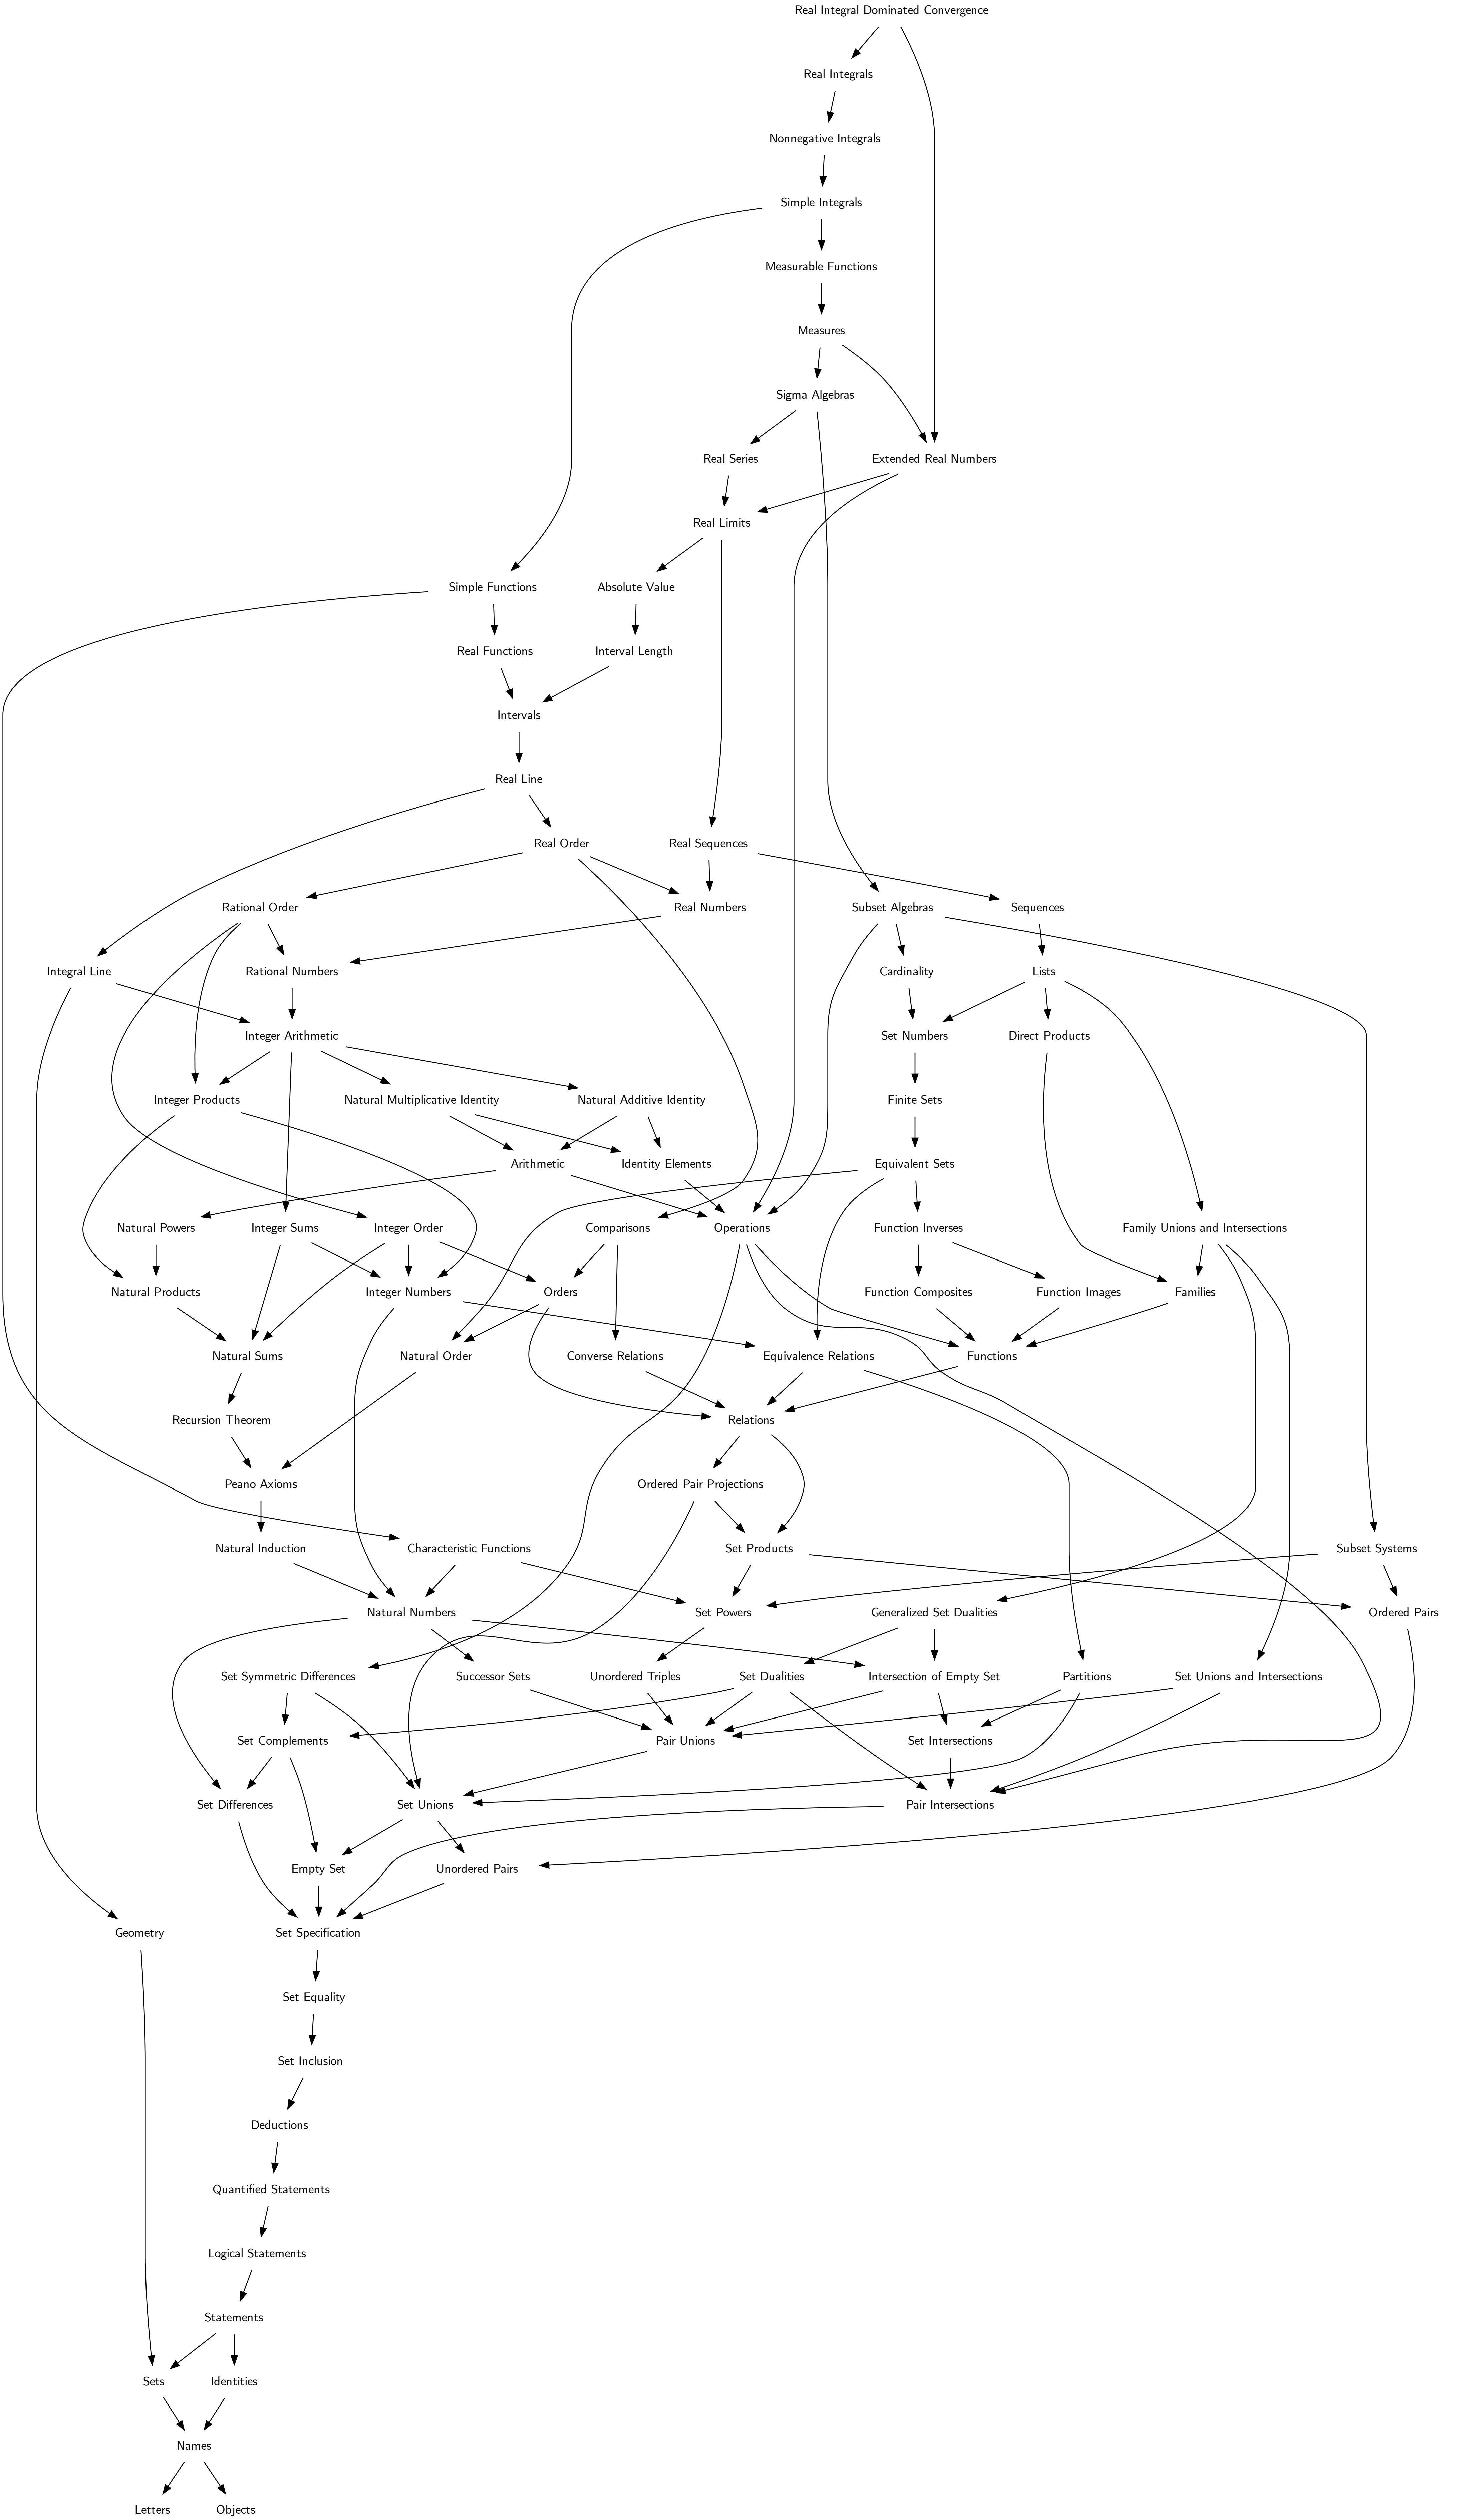 Real Integral Dominated Convergence
Real Integrals
Nonnegative Integrals
Simple Integrals
Measurable Functions
Measures
Sigma Algebras
Real Series
Extended Real Numbers
Real Limits
Simple Functions
Absolute Value
Real Functions
Interval Length
Intervals
Real Line
Real Order
Real Sequences
Rational Order
Real Numbers
Subset Algebras
Sequences
Integral Line
Rational Numbers
Cardinality
Lists
Integer Arithmetic
Set Numbers
Direct Products
Integer Products
Natural Multiplicative Identity
Natural Additive Identity
Finite Sets
Arithmetic
Identity Elements
Equivalent Sets
Natural Powers
Integer Sums
Integer Order
Comparisons
Operations
Function Inverses
Family Unions and Intersections
Natural Products
Integer Numbers
Orders
Function Composites
Function Images
Families
Natural Sums
Natural Order
Converse Relations
Equivalence Relations
Functions
Recursion Theorem
Relations
Peano Axioms
Ordered Pair Projections
Natural Induction
Characteristic Functions
Set Products
Subset Systems
Natural Numbers
Set Powers
Generalized Set Dualities
Ordered Pairs
Set Symmetric Differences
Successor Sets
Unordered Triples
Set Dualities
Intersection of Empty Set
Partitions
Set Unions and Intersections
Set Complements
Pair Unions
Set Intersections
Set Differences
Set Unions
Pair Intersections
Empty Set
Unordered Pairs
Geometry
Set Specification
Set Equality
Set Inclusion
Deductions
Quantified Statements
Logical Statements
Statements
Sets
Identities
Names
Letters
Objects